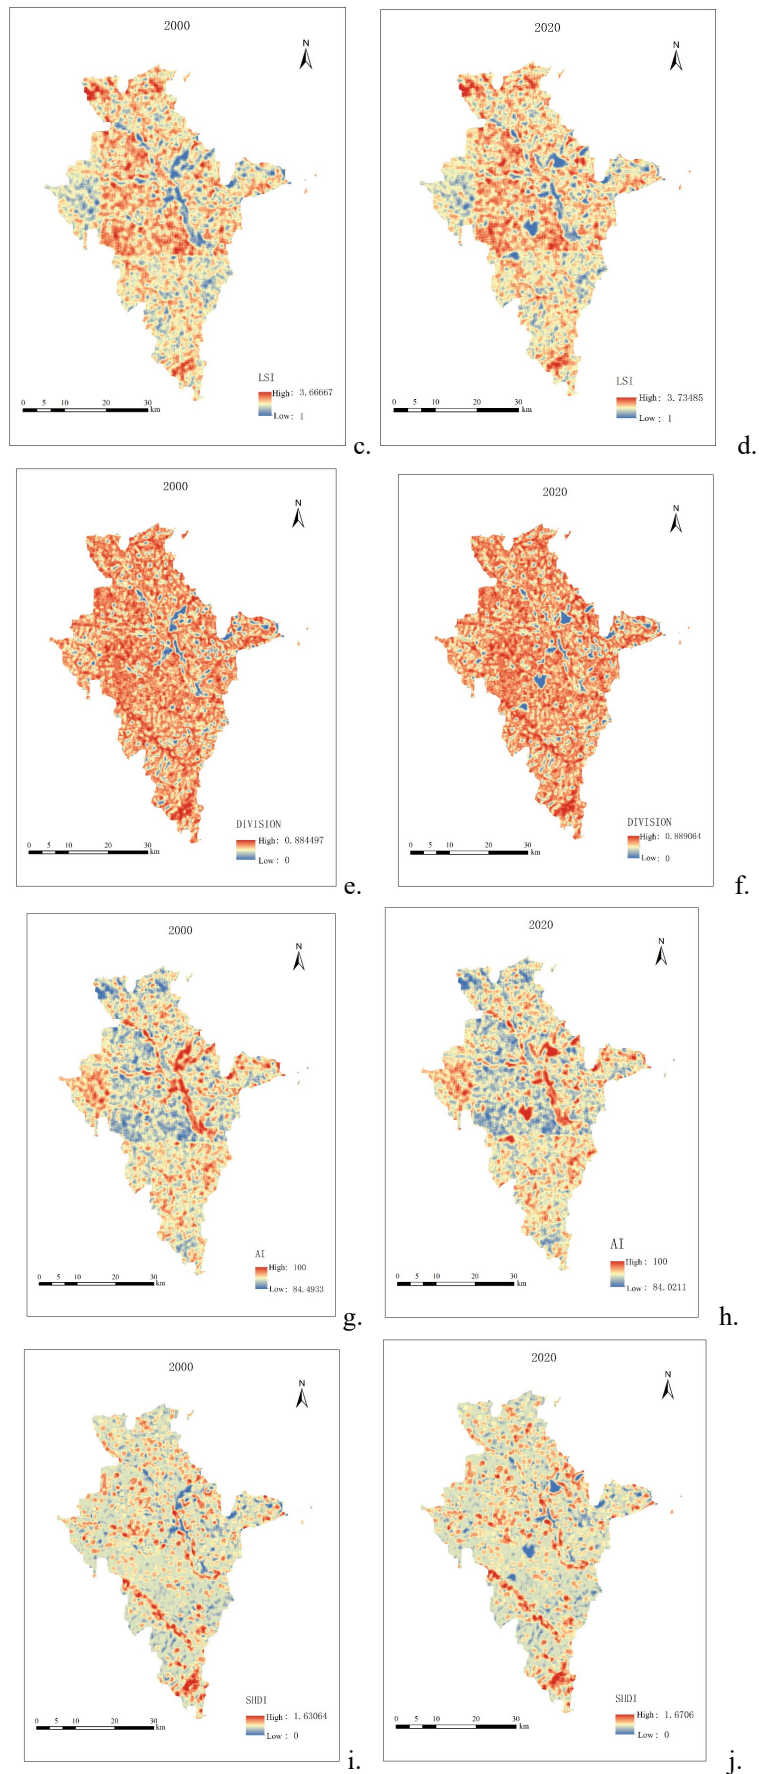 2000
N
LSI
High: 3.66667
Low: 1
0 5 10 20 30
km
c.
2020
N
LSI
High: 3.73485
Low: 1
0 5 10 20 30
km
d.
2000
N
DIVISION
High: 0.884497
Low: 0
0 5 10 20 30
km
e.
2020
N
DIVISION
High: 0.889064
Low: 0
0 5 10 20 30
km
f.
2000
N
AI
High: 100
Low: 84.4933
0 5 10 20 30
km
g.
2020
N
AI
High: 100
Low: 84.0211
0 5 10 20 30
km
h.
2000
N
SHDI
High: 1.63064
Low: 0
0 5 10 20 30
km
i.
2020
N
SHDI
High: 1.6706
Low: 0
0 5 10 20 30
km
j.